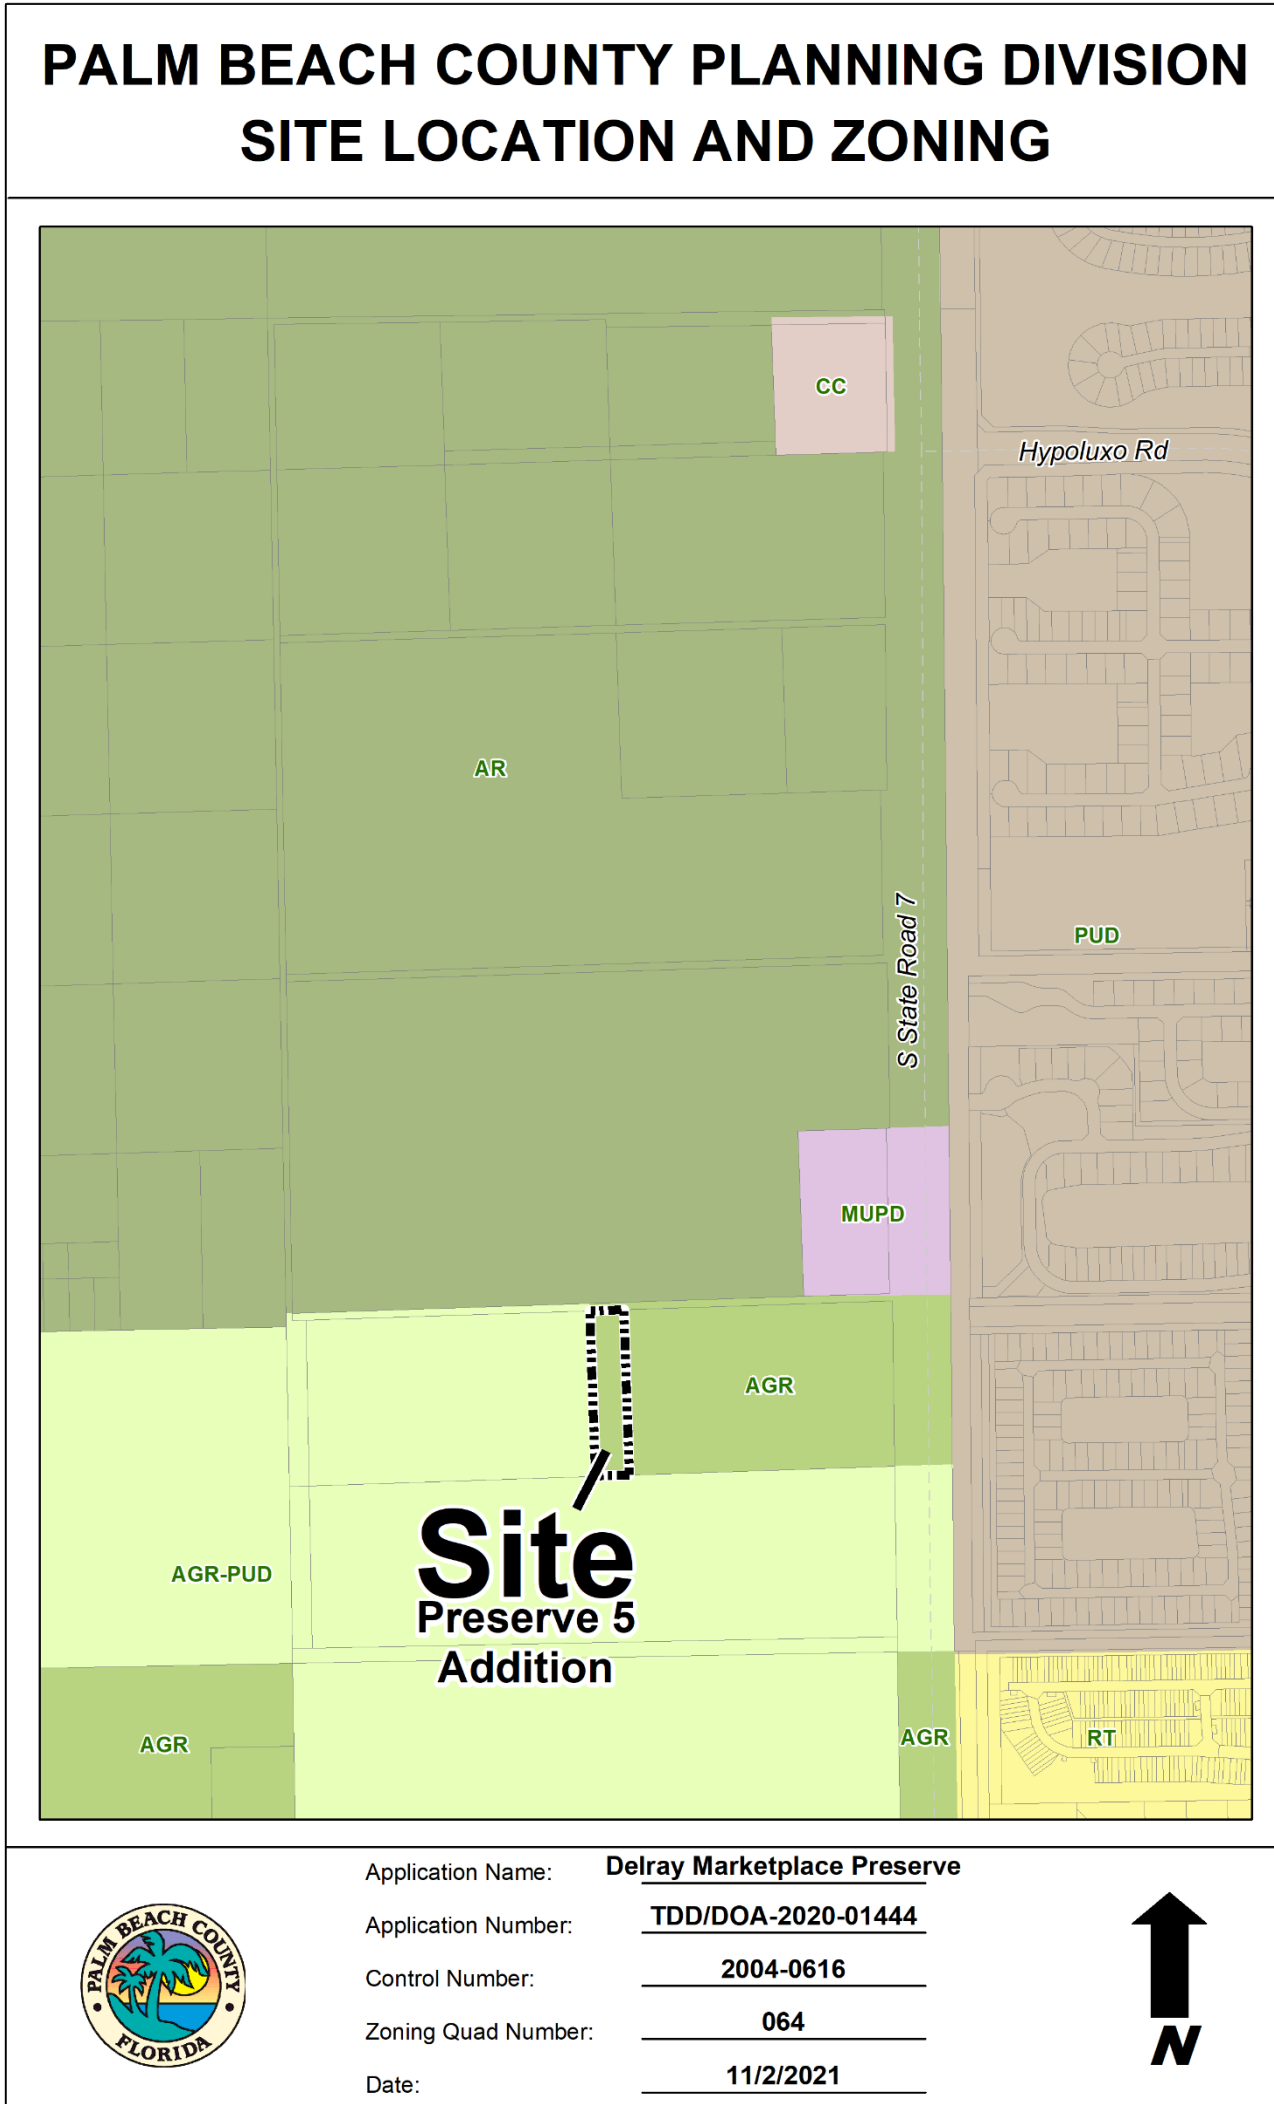 PALM BEACH COUNTY PLANNING DIVISION
SITE LOCATION AND ZONING
CC
Hypoluxo Rd
AR
S State Road 7
PUD
MUPD
AGR
Site
Preserve 5
Addition
AGR-PUD
AGR
AGR
RT
Application Name: Delray Marketplace Preserve
Application Number: TDD/DOA-2020-01444
Control Number: 2004-0616
Zoning Quad Number: 064
Date: 11/2/2021
PALM BEACH COUNTY
FLORIDA
N